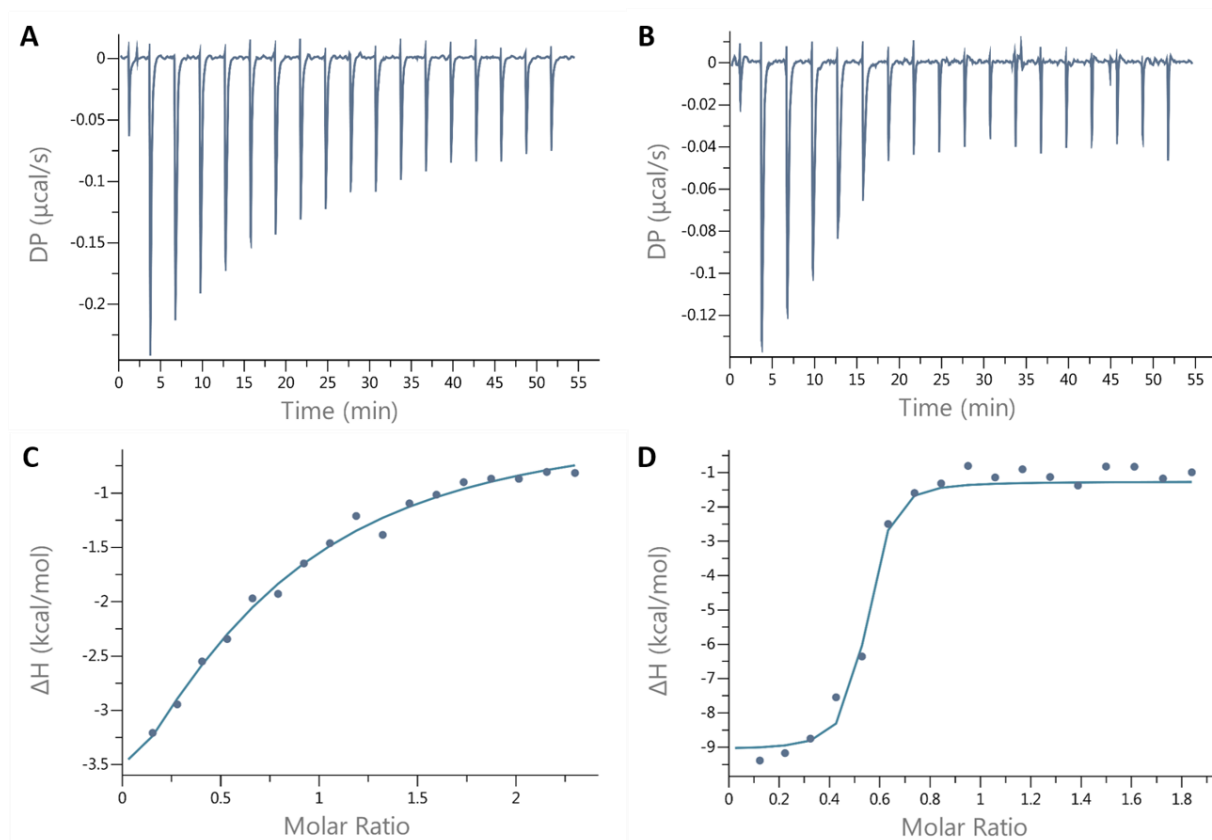 A
0
-0.05
-0.1
-0.15
-0.2
DP (µcal/s)
0 5 10 15 20 25 30 35 40 45 50 55
Time (min)
B
0
-0.02
-0.04
-0.06
-0.08
-0.1
-0.12
DP (µcal/s)
0 5 10 15 20 25 30 35 40 45 50 55
Time (min)
C
-1
-1.5
-2
-2.5
-3
-3.5
ΔH (kcal/mol)
0 0.5 1 1.5 2
Molar Ratio
D
-1
-2
-3
-4
-5
-6
-7
-8
-9
ΔH (kcal/mol)
0 0.2 0.4 0.6 0.8 1 1.2 1.4 1.6 1.8
Molar Ratio